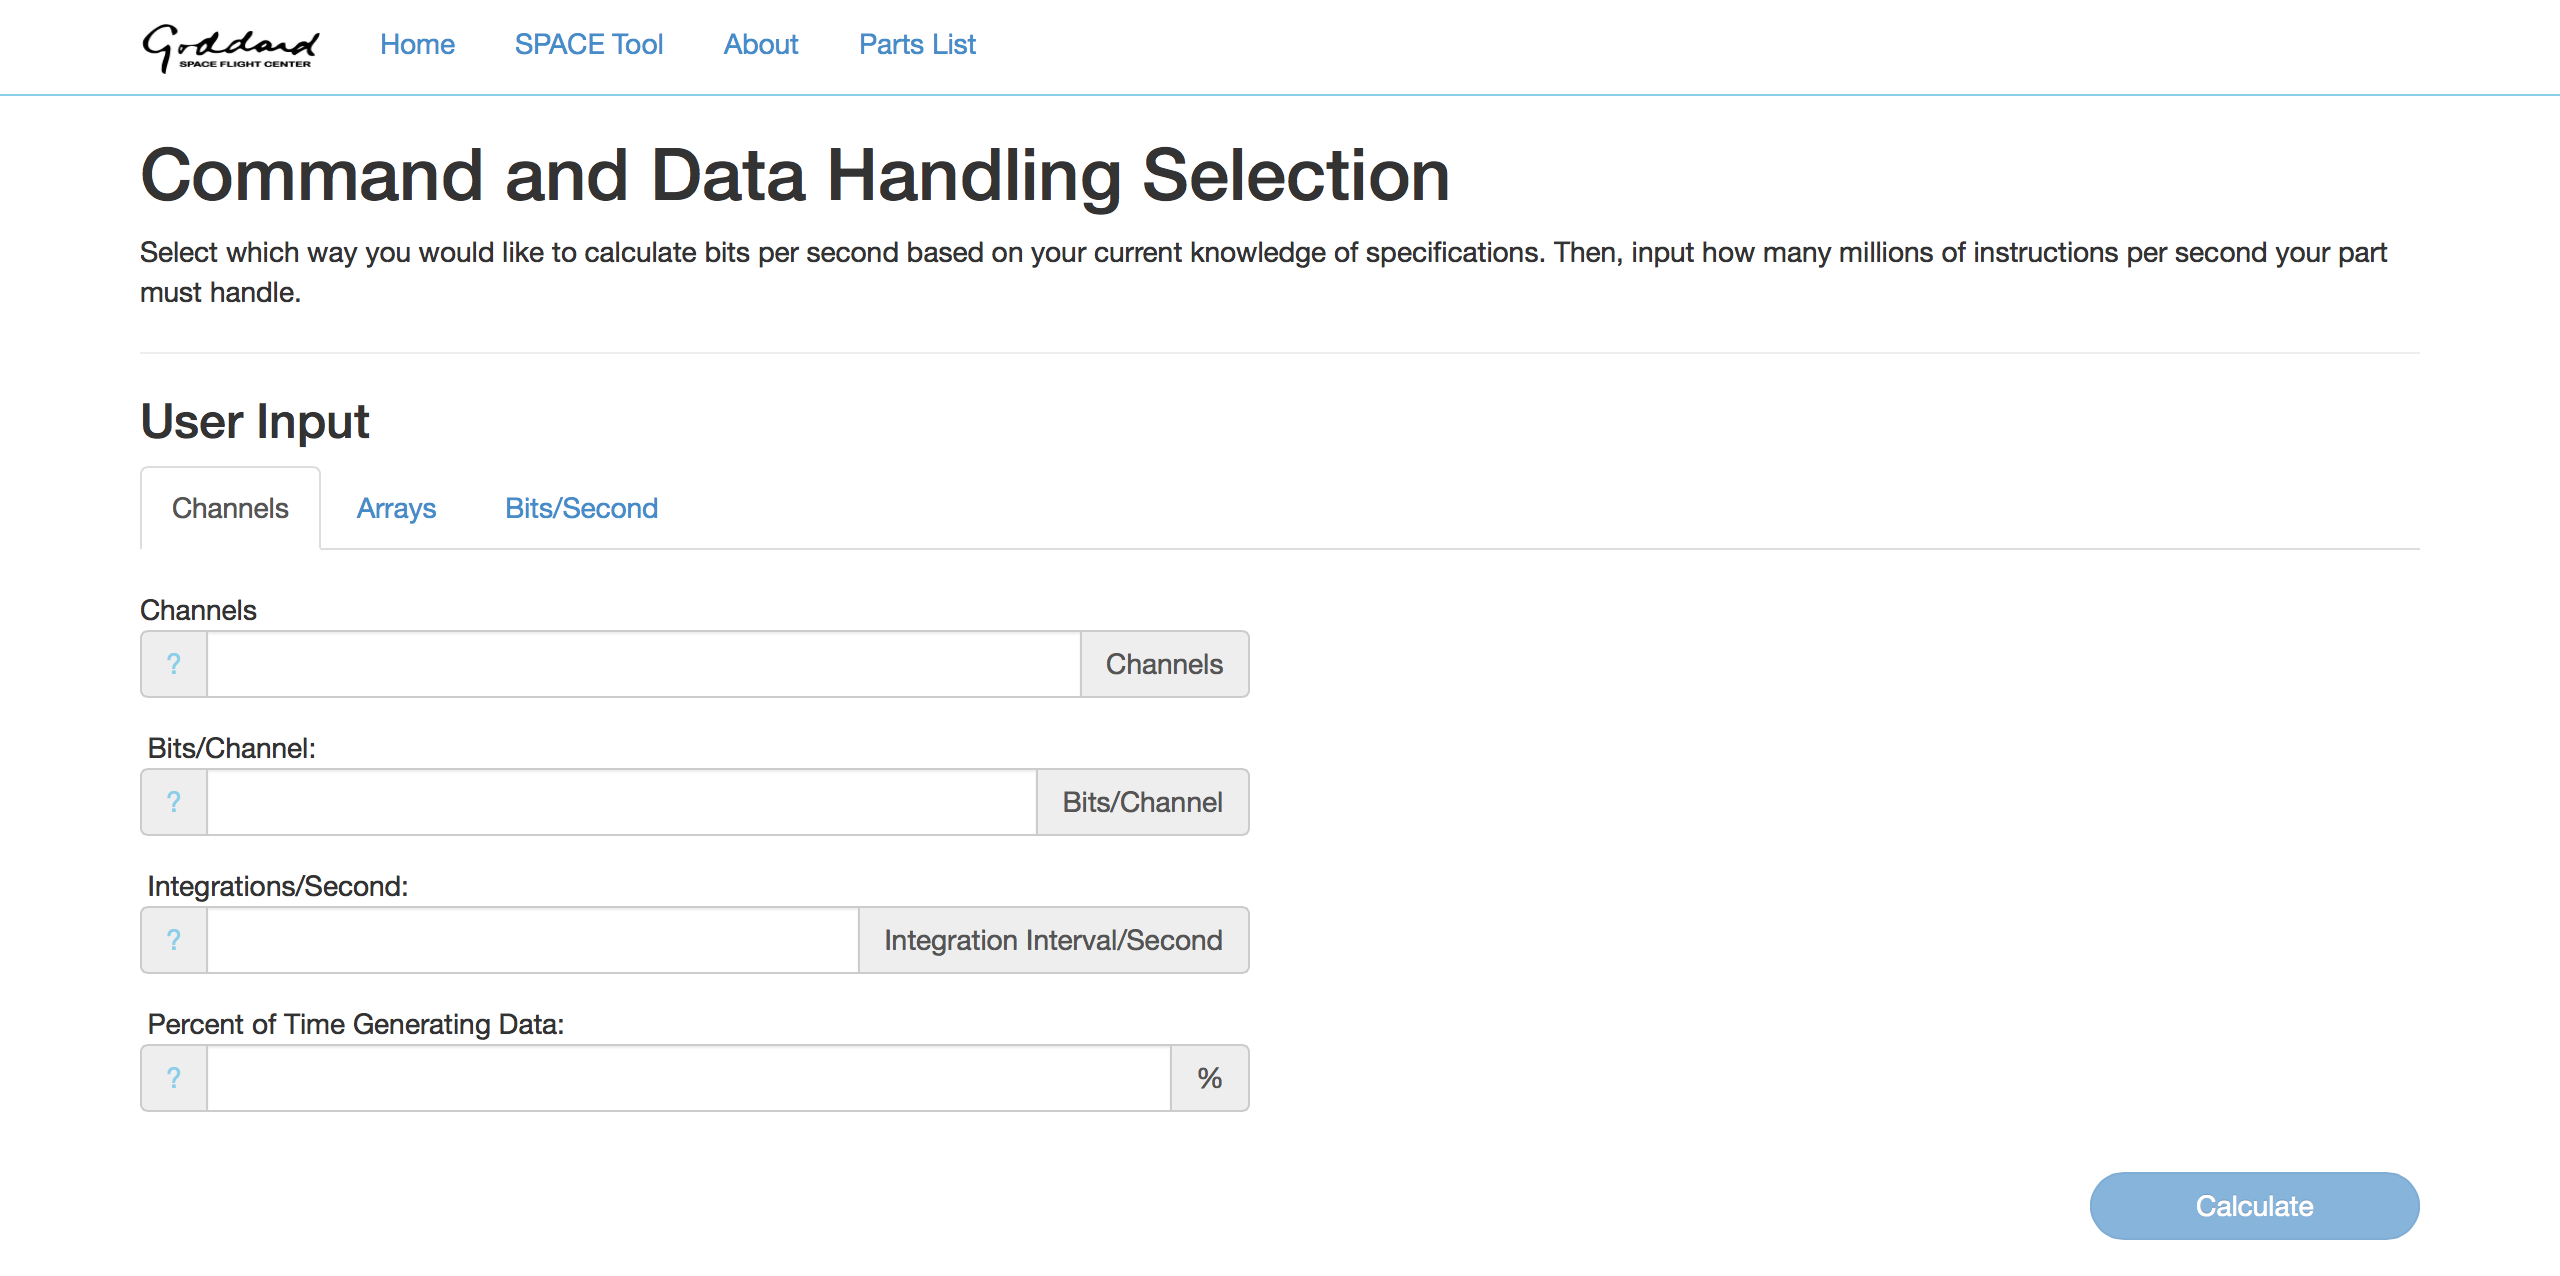 Goddard
SPACE FLIGHT CENTER
Home SPACE Tool About Parts List
Command and Data Handling Selection
Select which way you would like to calculate bits per second based on your current knowledge of specifications. Then, input how many millions of instructions per second your part
must handle.
User Input
Channels Arrays Bits/Second
Channels
? Channels
Bits/Channel:
? Bits/Channel
Integrations/Second:
? Integration Interval/Second
Percent of Time Generating Data:
? %
Calculate